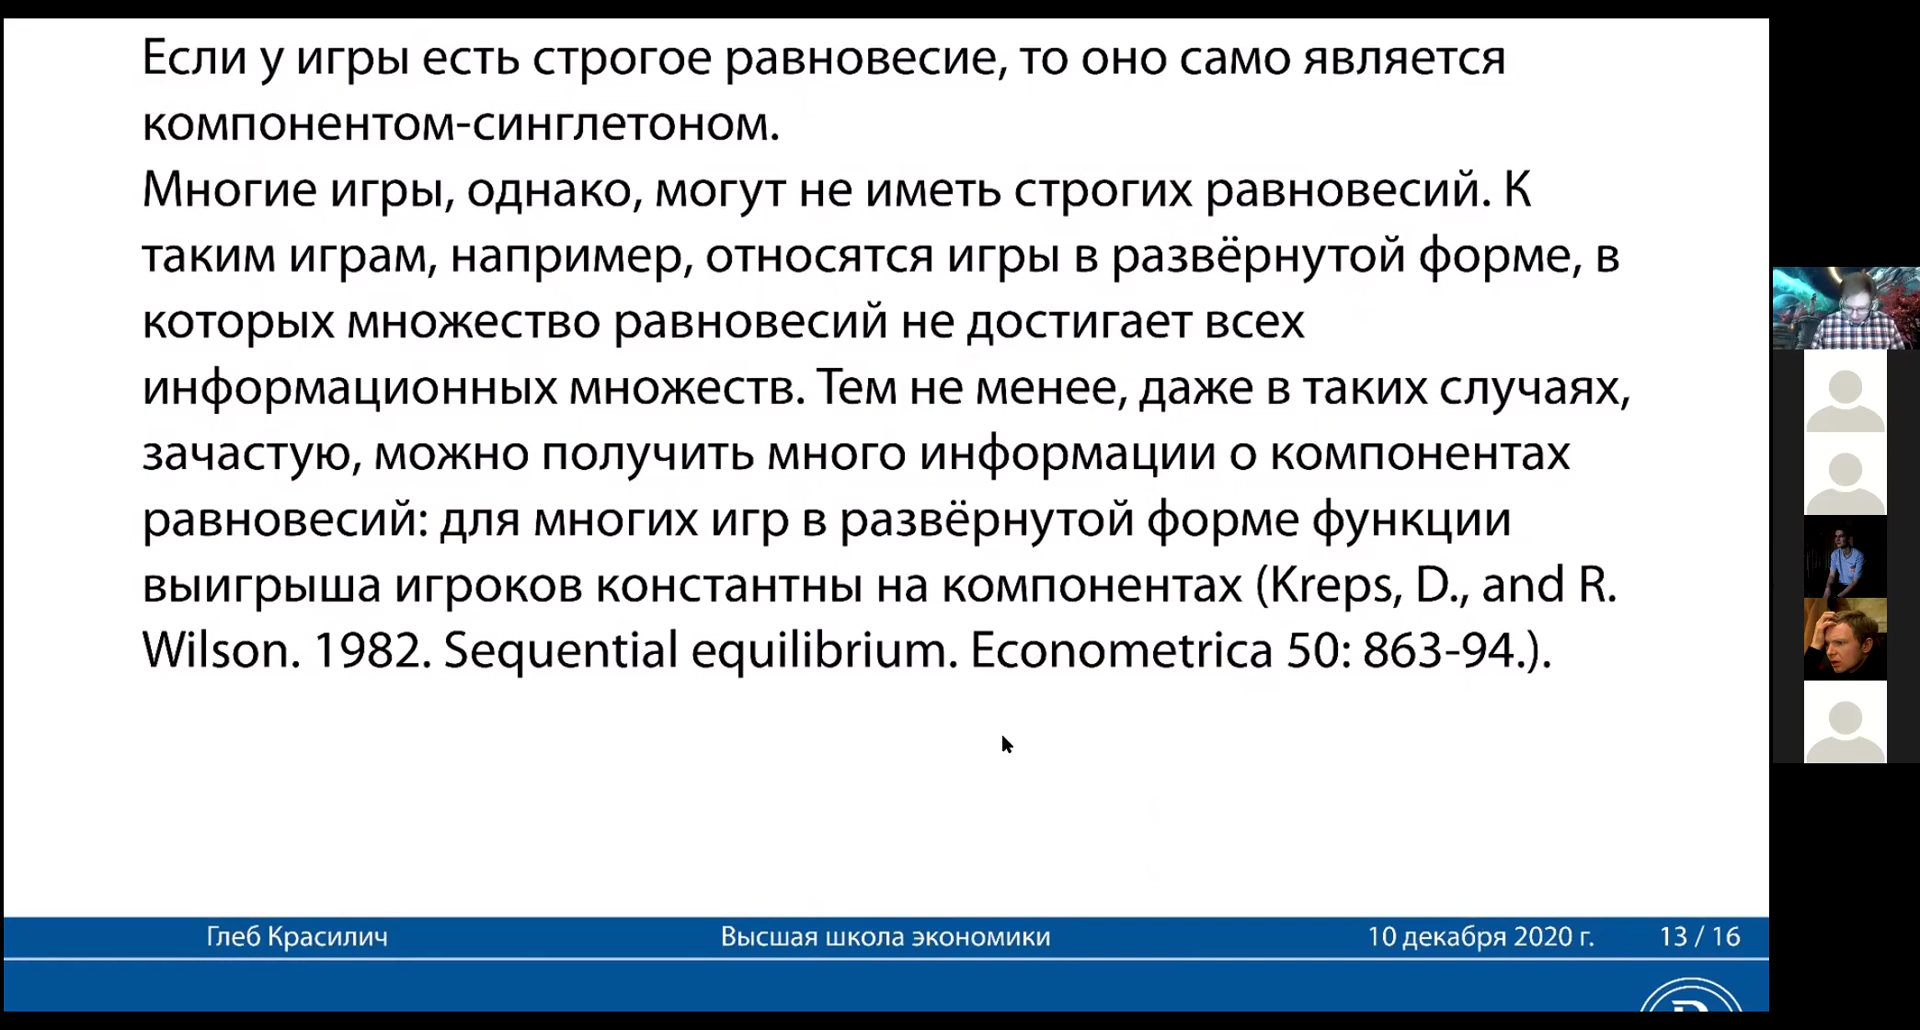 Если у игры есть строгое равновесие, то оно само является
компонентом-синглетоном.
Многие игры, однако, могут не иметь строгих равновесий. К
таким играм, например, относятся игры в развёрнутой форме, в
которых множество равновесий не достигает всех
информационных множеств. Тем не менее, даже в таких случаях,
зачастую, можно получить много информации о компонентах
равновесий: для многих игр в развёрнутой форме функции
выигрыша игроков константны на компонентах (Kreps, D., and R.
Wilson. 1982. Sequential equilibrium. Econometrica 50: 863-94.).
Глеб Красилич Высшая школа экономики 10 декабря 2020 г. 13 / 16